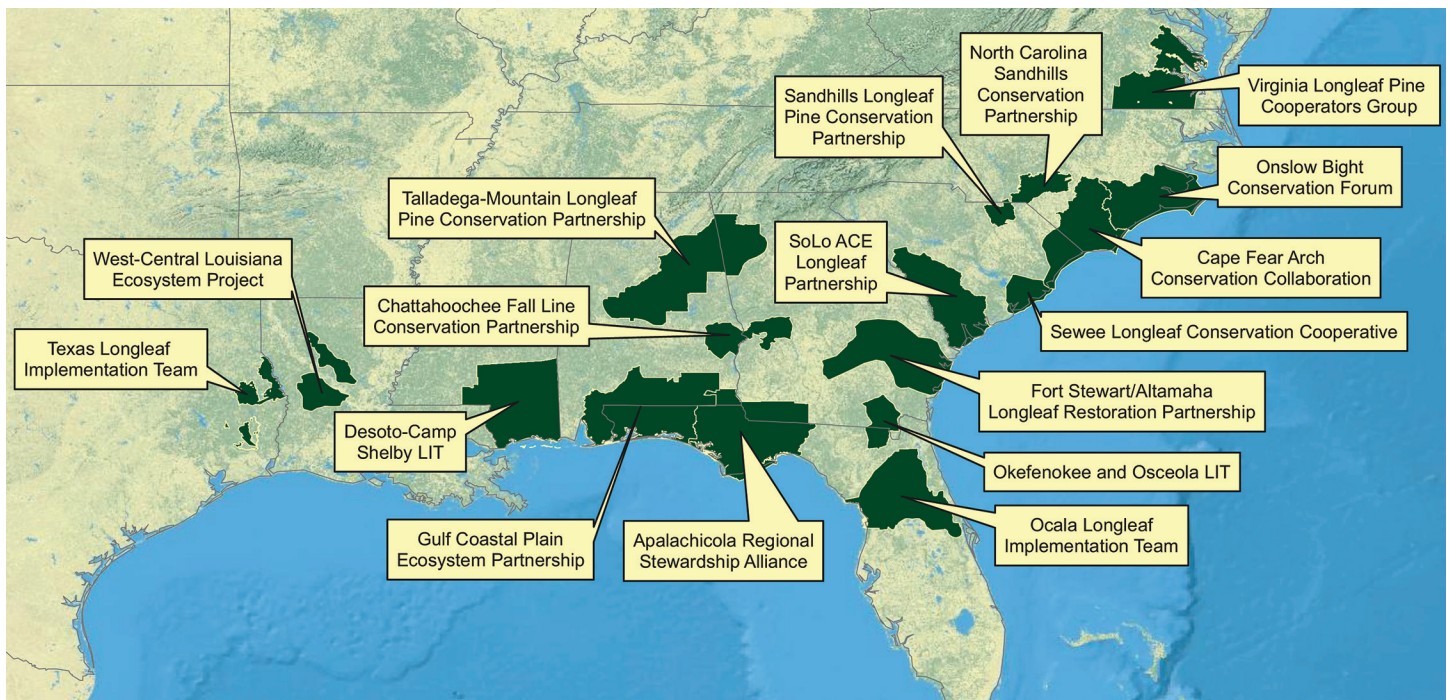 North Carolina
Sandhills
Conservation
Partnership
Virginia Longleaf Pine
Cooperators Group
Sandhills Longleaf
Pine Conservation
Partnership
Onslow Bight
Conservation Forum
Talladega-Mountain Longleaf
Pine Conservation Partnership
SoLo ACE
Longleaf
Partnership
West-Central Louisiana
Ecosystem Project
Cape Fear Arch
Conservation Collaboration
Chattahoochee Fall Line
Conservation Partnership
Sewee Longleaf Conservation Cooperative
Texas Longleaf
Implementation Team
Fort Stewart/Altamaha
Longleaf Restoration Partnership
Desoto-Camp
Shelby LIT
Okefenokee and Osceola LIT
Gulf Coastal Plain
Ecosystem Partnership
Apalachicola Regional
Stewardship Alliance
Ocala Longleaf
Implementation Team